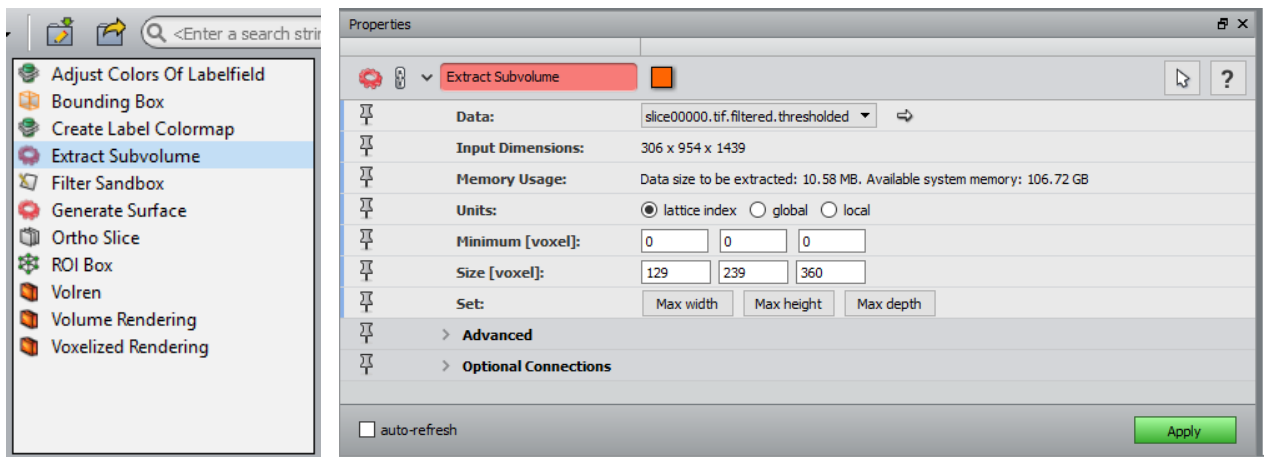 <Enter a search strin
Adjust Colors Of Labelfield
Bounding Box
Create Label Colormap
Extract Subvolume
Filter Sandbox
Generate Surface
Ortho Slice
ROI Box
Volren
Volume Rendering
Voxelized Rendering
Properties
Extract Subvolume ?
Data: slice00000.tif.filtered.thresholded
Input Dimensions: 306 x 954 x 1439
Memory Usage: Data size to be extracted: 10.58 MB. Available system memory: 106.72 GB
Units: lattice index global local
Minimum [voxel]: 0 0 0
Size [voxel]: 129 239 360
Set: Max width Max height Max depth
Advanced
Optional Connections
auto-refresh Apply